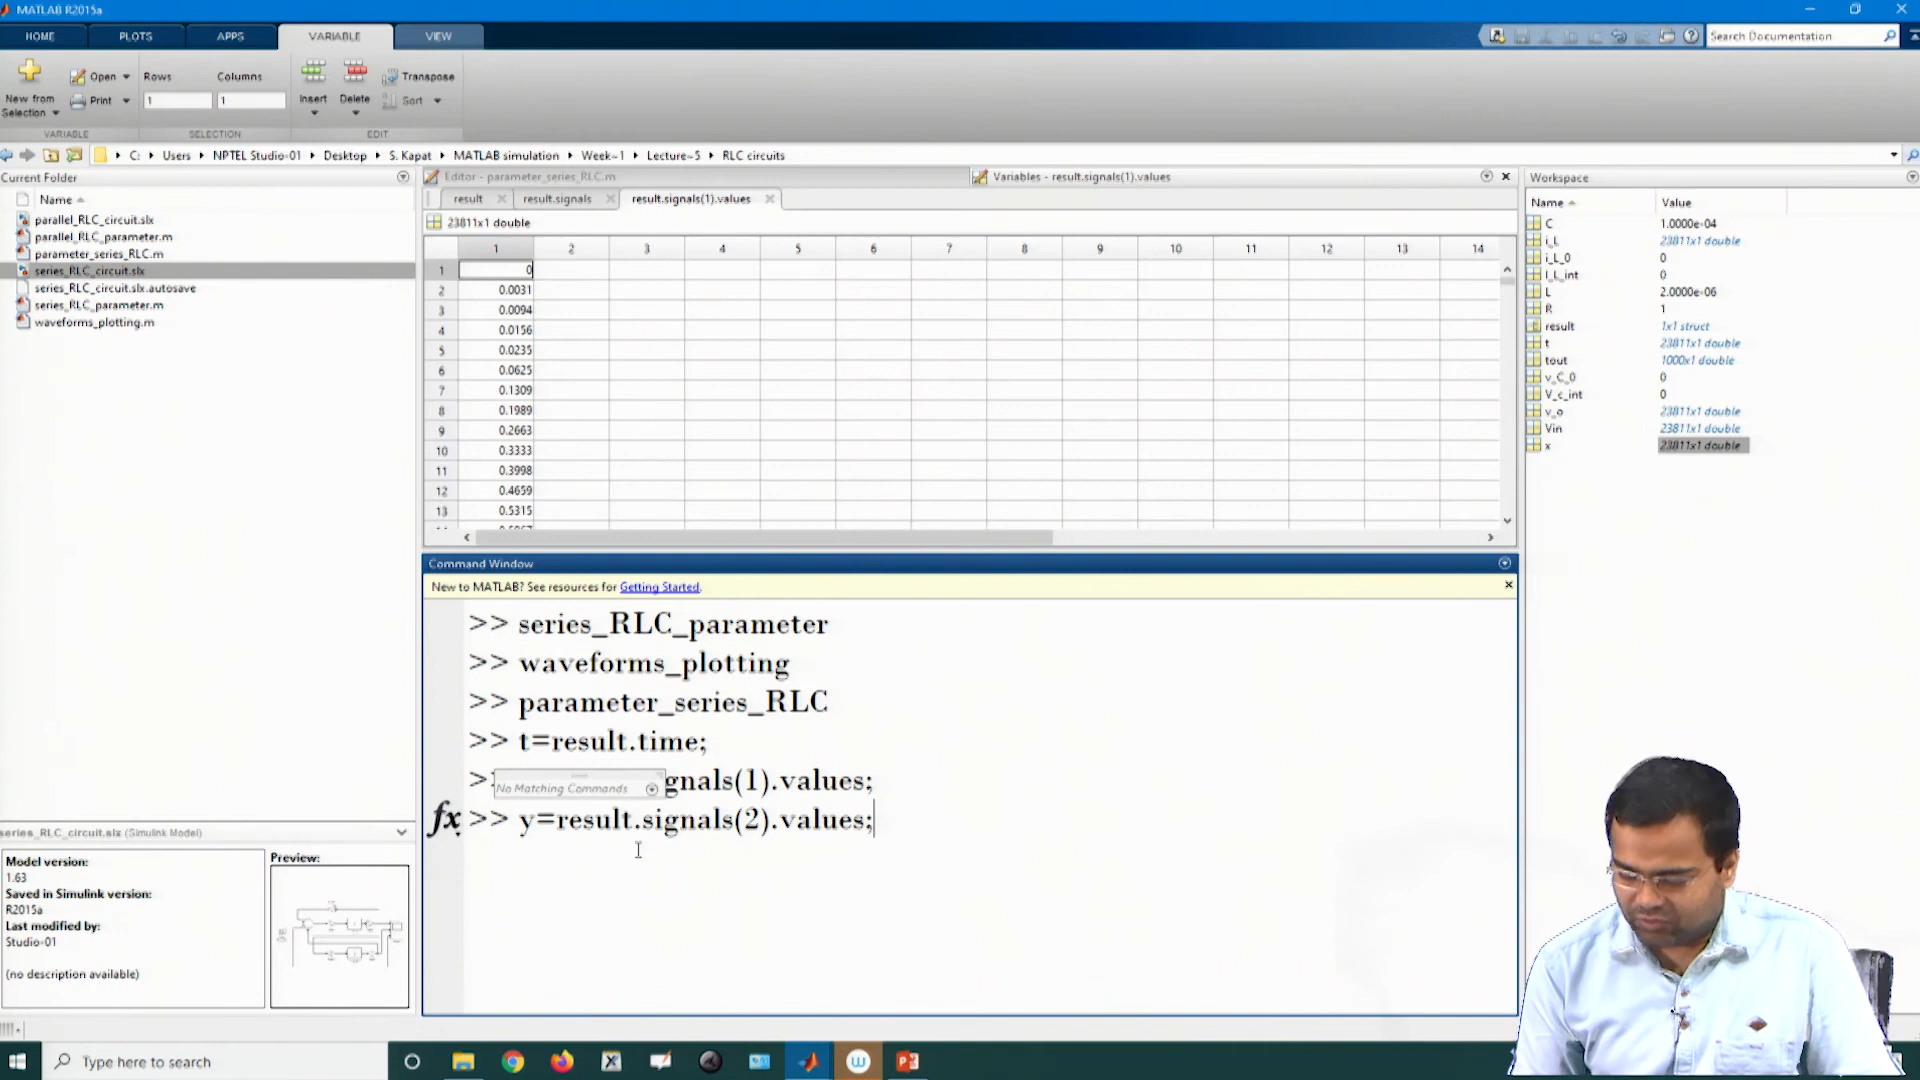 MATLAB R2015a
HOME PLOTS APPS VARIABLE VIEW
Search Documentation
New from Selection
Open
Print
Rows
1
Columns
1
Insert
Delete
Transpose
Sort
VARIABLE SELECTION EDIT
C: Users NPTEL Studio-01 Desktop S. Kapat MATLAB simulation Week~1 Lecture~5 RLC circuits
Current Folder
Name
parallel_RLC_circuit.slx
parallel_RLC_parameter.m
parameter_series_RLC.m
series_RLC_circuit.slx
series_RLC_circuit.slx.autosave
series_RLC_parameter.m
waveforms_plotting.m
series_RLC_circuit.slx (Simulink Model)
Model version:
1.63
Saved in Simulink version:
R2015a
Last modified by:
Studio-01
(no description available)
Preview:
Editor - parameter_series_RLC.m
Variables - result.signals(1).values
result result.signals result.signals(1).values
23811x1 double
1 2 3 4 5 6 7 8 9 10 11 12 13 14
1 0
2 0.0031
3 0.0094
4 0.0156
5 0.0235
6 0.0625
7 0.1309
8 0.1989
9 0.2663
10 0.3333
11 0.3998
12 0.4659
13 0.5315
Command Window
New to MATLAB? See resources for Getting Started.
>> series_RLC_parameter
>> waveforms_plotting
>> parameter_series_RLC
>> t=result.time;
> gnals(1).values;
No Matching Commands
fx >> y=result.signals(2).values;
Workspace
Name Value
C 1.0000e-04
i_L 23811x1 double
i_L_0 0
I_L_int 0
L 2.0000e-06
R 1
result 1x1 struct
t 23811x1 double
tout 1000x1 double
v_C_0 0
V_c_int 0
v_o 23811x1 double
Vin 23811x1 double
x 23811x1 double
Type here to search